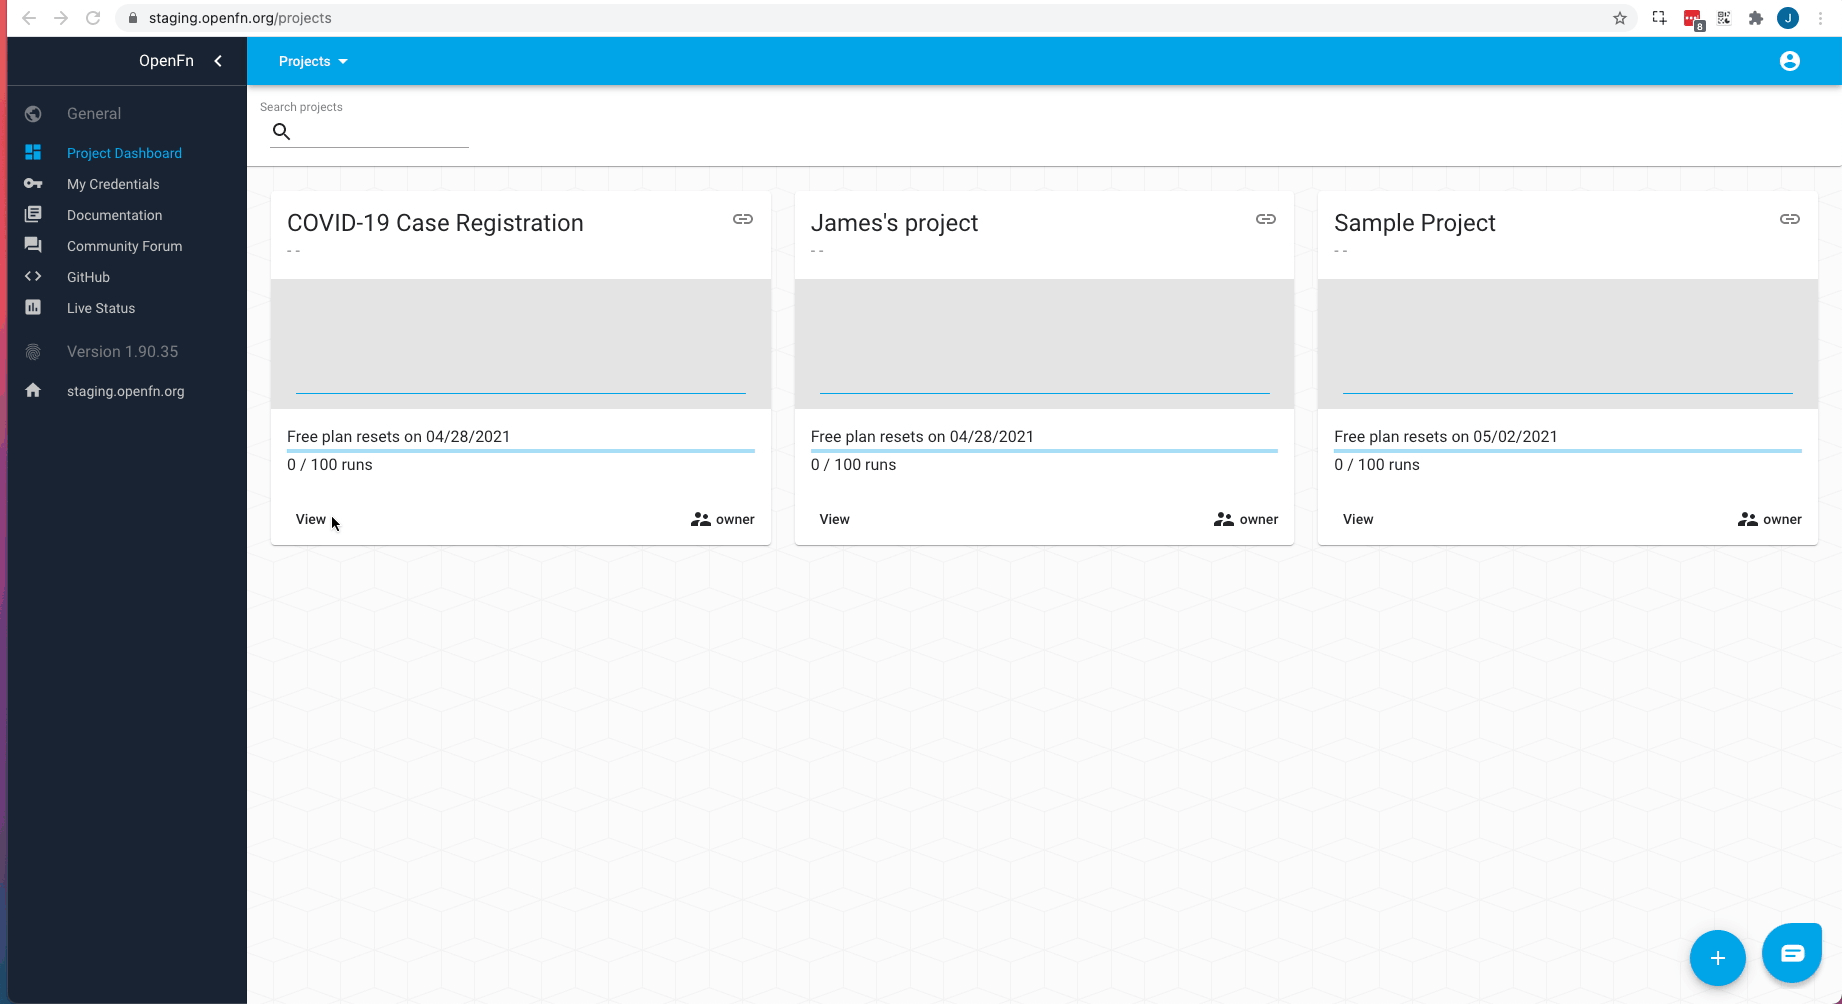 staging.openfn.org/projects
8
J
OpenFn
Projects
General
Project Dashboard
My Credentials
Documentation
Community Forum
GitHub
Live Status
Version 1.90.35
staging.openfn.org
Search projects
COVID-19 Case Registration
- -
Free plan resets on 04/28/2021
0 / 100 runs
View owner
James's project
- -
Free plan resets on 04/28/2021
0 / 100 runs
View owner
Sample Project
- -
Free plan resets on 05/02/2021
0 / 100 runs
View owner